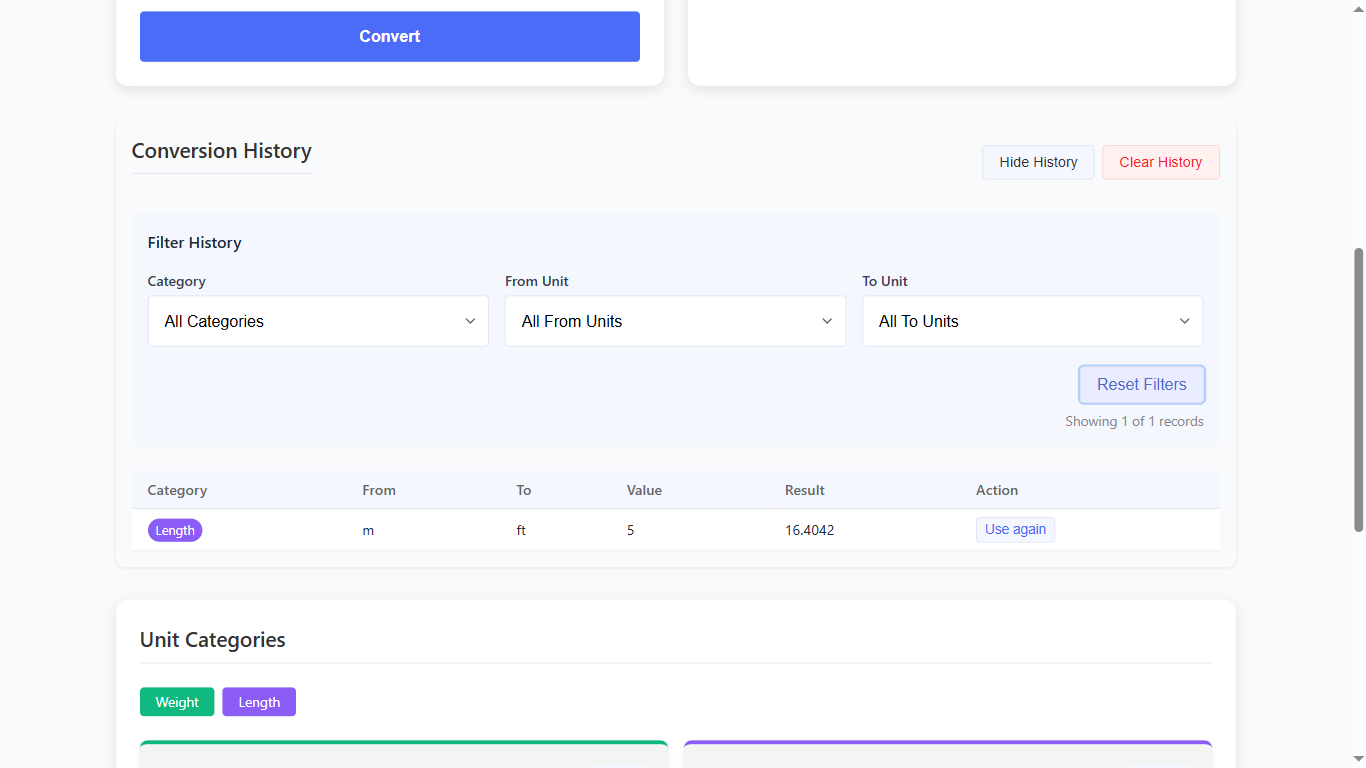 Convert
Conversion History
Hide History
Clear History
Filter History
Category
From Unit
To Unit
All Categories
All From Units
All To Units
Reset Filters
Showing 1 of 1 records
Category From To Value Result Action
Length m ft 5 16.4042 Use again
Unit Categories
Weight
Length